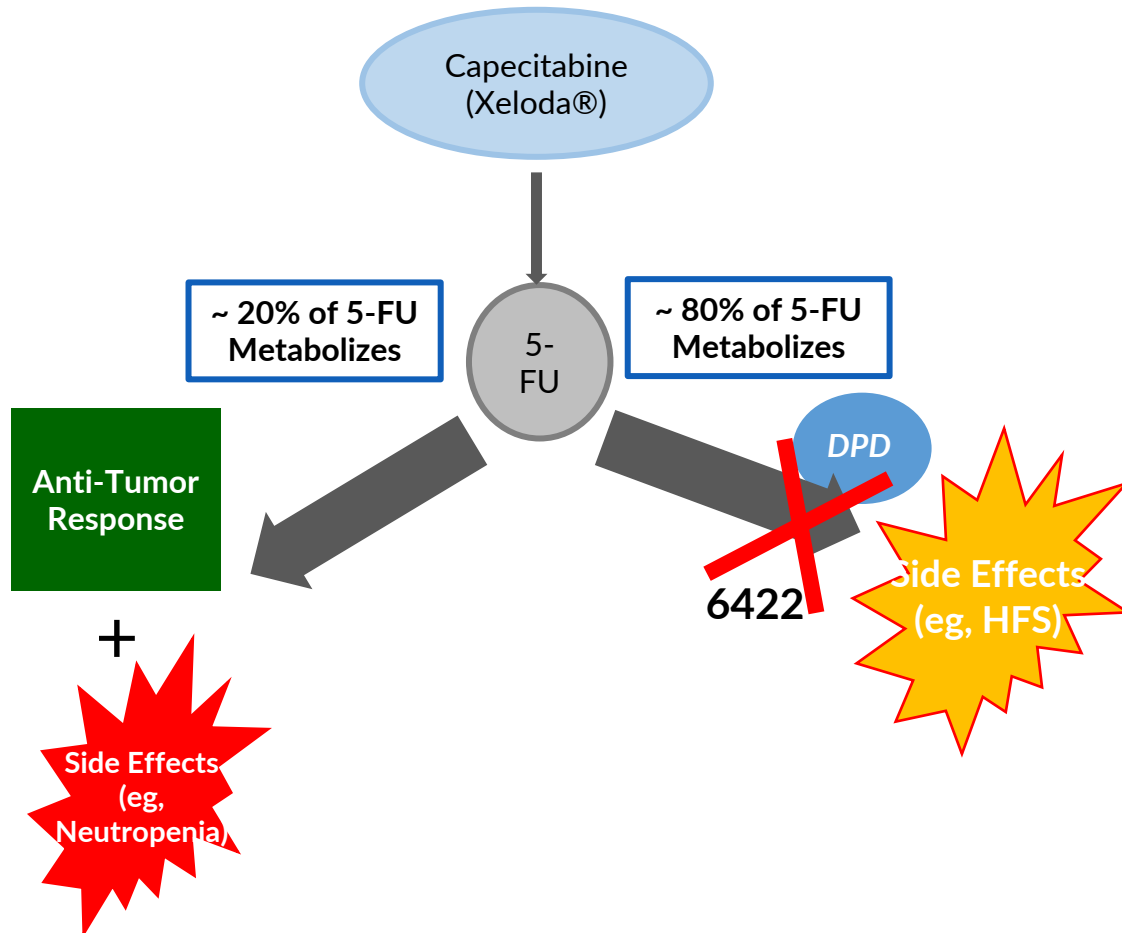 Capecitabine
(Xeloda®)
~ 20% of 5-FU
Metabolizes
5-
FU
~ 80% of 5-FU
Metabolizes
DPD
Anti-Tumor
Response
6422
Side Effects
(eg, HFS)
+
Side Effects
(eg,
Neutropenia)